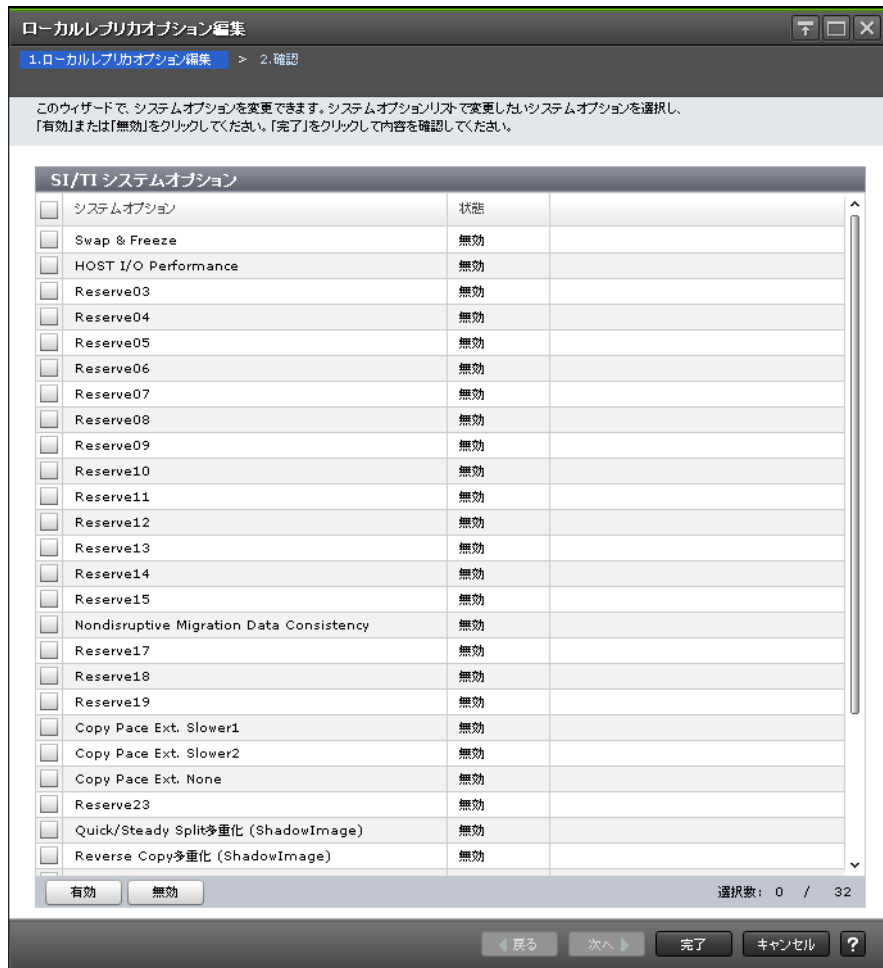 ローカルレプリカオプション編集
1.ローカルレプリカオプション編集 > 2.確認
このウィザードで、システムオプションを変更できます。システムオプションリストで変更したいシステムオプションを選択し、
「有効」または「無効」をクリックしてください。「完了」をクリックして内容を確認してください。
SI/TI システムオプション
システムオプション 状態
Swap & Freeze 無効
HOST I/O Performance 無効
Reserve03 無効
Reserve04 無効
Reserve05 無効
Reserve06 無効
Reserve07 無効
Reserve08 無効
Reserve09 無効
Reserve10 無効
Reserve11 無効
Reserve12 無効
Reserve13 無効
Reserve14 無効
Reserve15 無効
Nondisruptive Migration Data Consistency 無効
Reserve17 無効
Reserve18 無効
Reserve19 無効
Copy Pace Ext. Slower1 無効
Copy Pace Ext. Slower2 無効
Copy Pace Ext. None 無効
Reserve23 無効
Quick/Steady Split多重化 (ShadowImage) 無効
Reverse Copy多重化 (ShadowImage) 無効
有効 無効 選択数: 0 / 32
戻る 次へ 完了 キャンセル ?